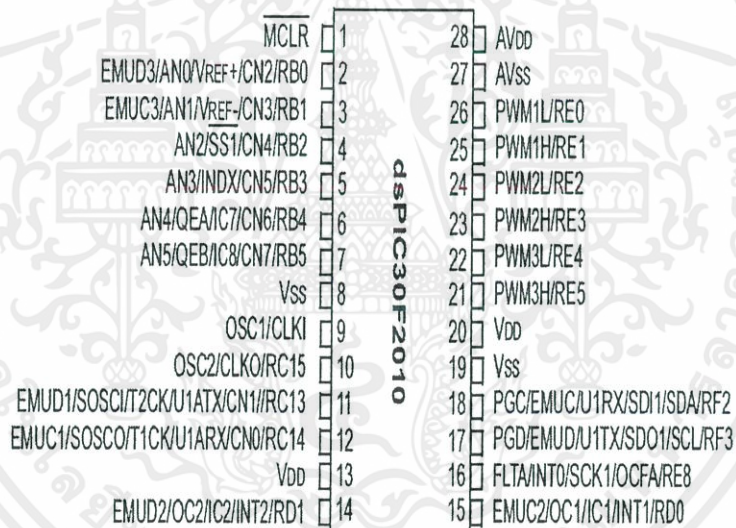 MCLR 1 28 AVDD
EMUD3/AN0/VREF+/CN2/RB0 2 27 AVSS
EMUC3/AN1/VREF-/CN3/RB1 3 26 PWM1L/RE0
AN2/SS1/CN4/RB2 4 25 PWM1H/RE1
AN3/INDX/CN5/RB3 5 24 PWM2L/RE2
AN4/QEA/IC7/CN6/RB4 6 23 PWM2H/RE3
AN5/QEB/IC8/CN7/RB5 7 22 PWM3L/RE4
VSS 8 21 PWM3H/RE5
OSC1/CLKI 9 20 VDD
OSC2/CLKO/RC15 10 19 VSS
EMUD1/SOSCI/T2CK/U1ATX/CN1//RC13 11 18 PGC/EMUC/U1RX/SDI1/SDA/RF2
EMUC1/SOSCO/T1CK/U1ARX/CN0/RC14 12 17 PGD/EMUD/U1TX/SDO1/SCL/RF3
VDD 13 16 FLTA/INT0/SCK1/OCFA/RE8
EMUD2/OC2/IC2/INT2/RD1 14 15 EMUC2/OC1/IC1/INT1/RD0
dsPIC30F2010